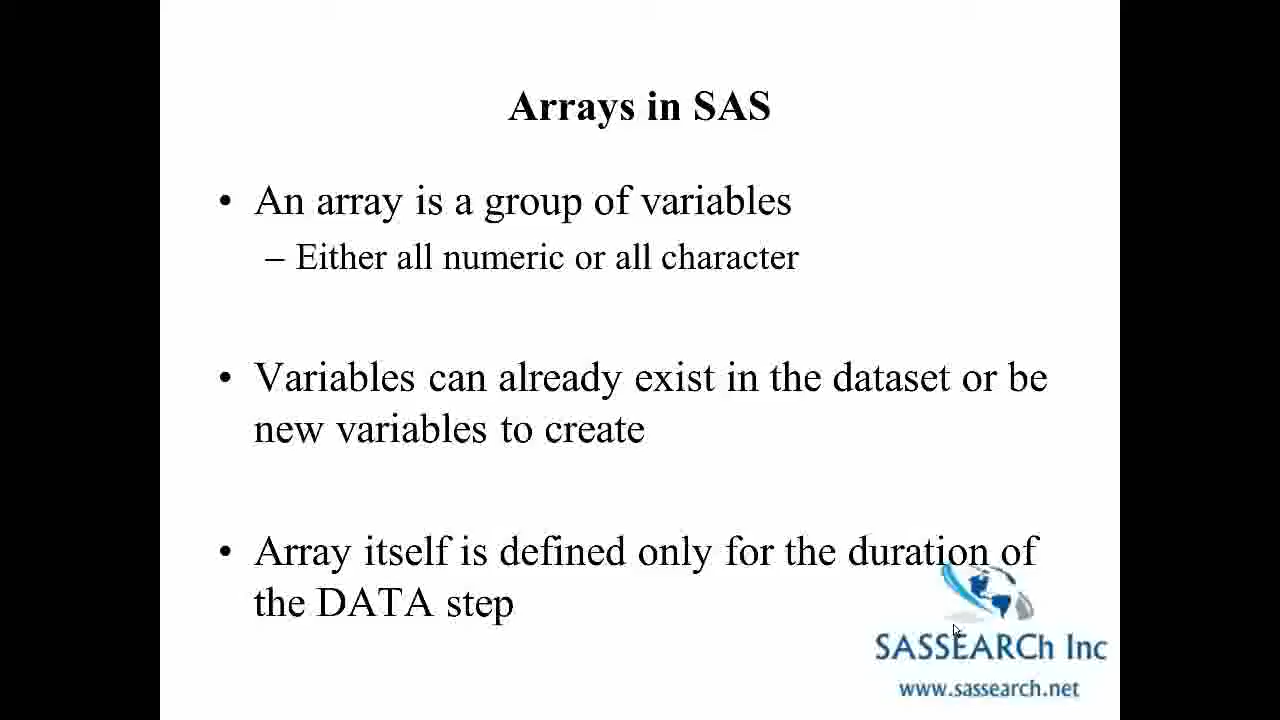 Arrays in SAS
• An array is a group of variables
– Either all numeric or all character
• Variables can already exist in the dataset or be
new variables to create
• Array itself is defined only for the duration of
the DATA step
SASSEARCh Inc
www.sassearch.net